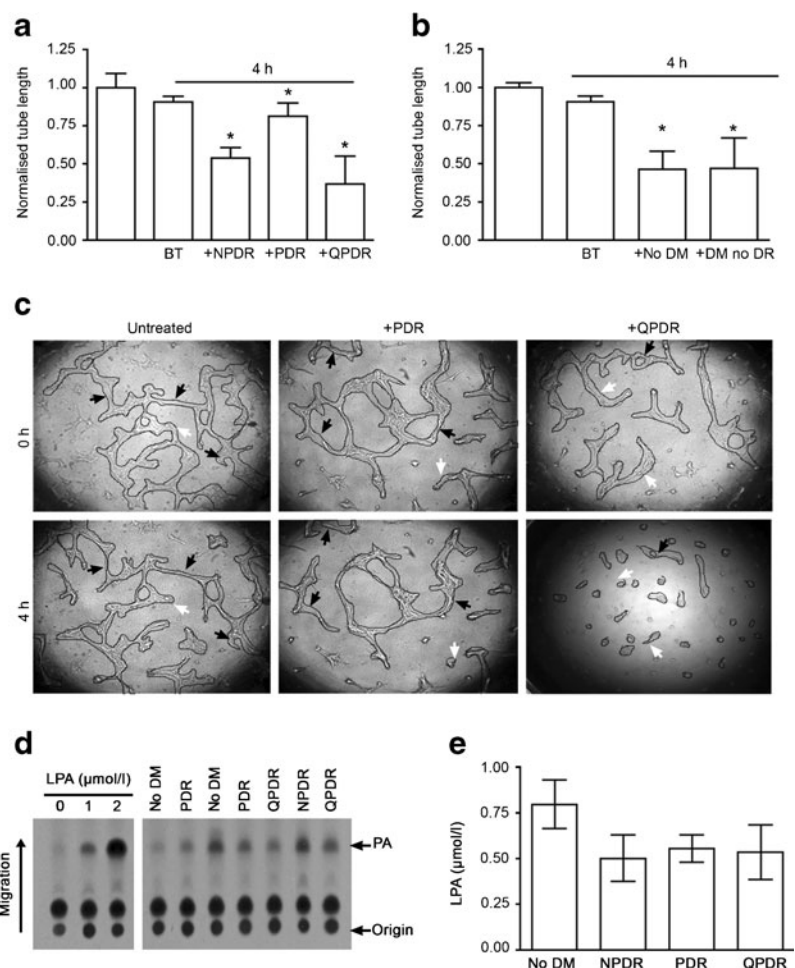 a
4 h
Normalised tube length
1.25
1.00
0.75
0.50
0.25
0.00
* * *
BT +NPDR +PDR +QPDR
b
4 h
Normalised tube length
1.25
1.00
0.75
0.50
0.25
0.00
* *
BT +No DM +DM no DR
c
Untreated +PDR +QPDR
0 h
4 h
d
LPA (µmol/l)
0 1 2
No DM PDR No DM PDR QPDR NPDR QPDR
Migration
PA
Origin
e
LPA (µmol/l)
1.00
0.75
0.50
0.25
0.00
No DM NPDR PDR QPDR